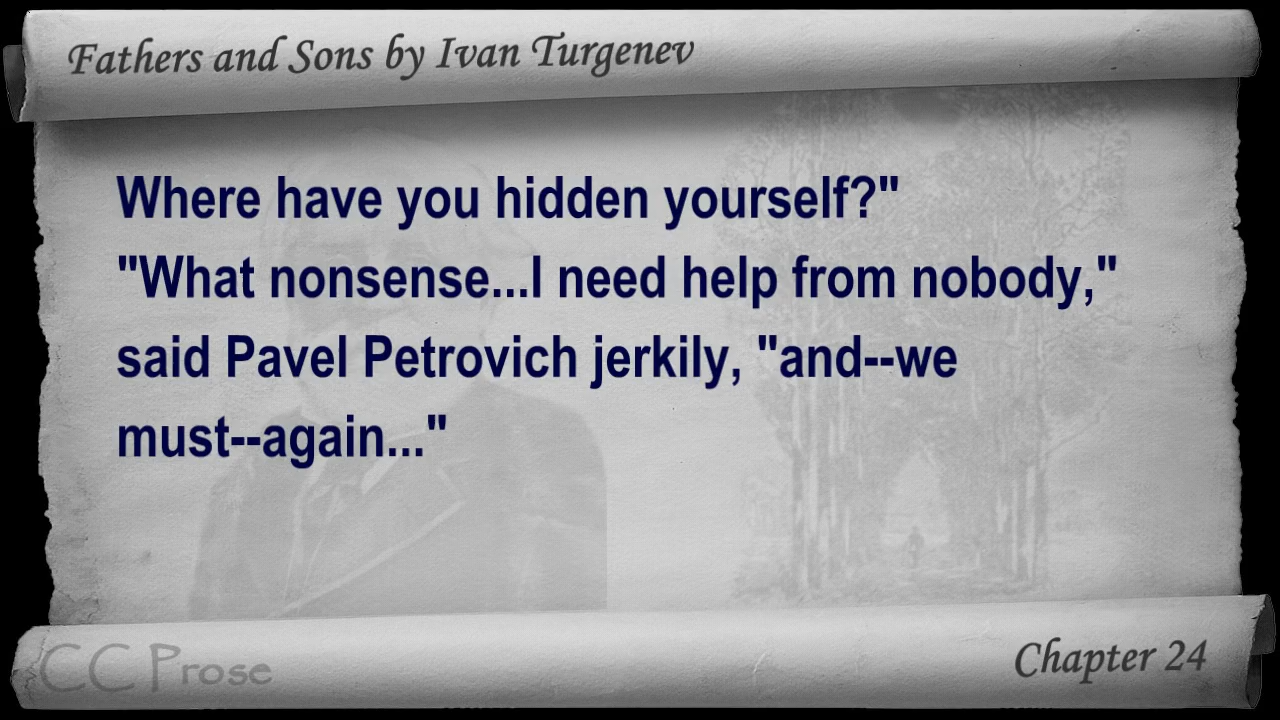 Fathers and Sons by Ivan Turgenev
Where have you hidden yourself?"
"What nonsense...I need help from nobody,"
said Pavel Petrovich jerkily, "and--we
must--again..."
CC Prose
Chapter 24